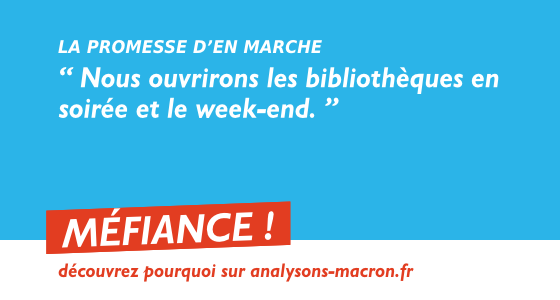 LA PROMESSE D’EN MARCHE
“ Nous ouvrirons les bibliothèques en
soirée et le week-end. ”
MÉFIANCE !
découvrez pourquoi sur analysons-macron.fr